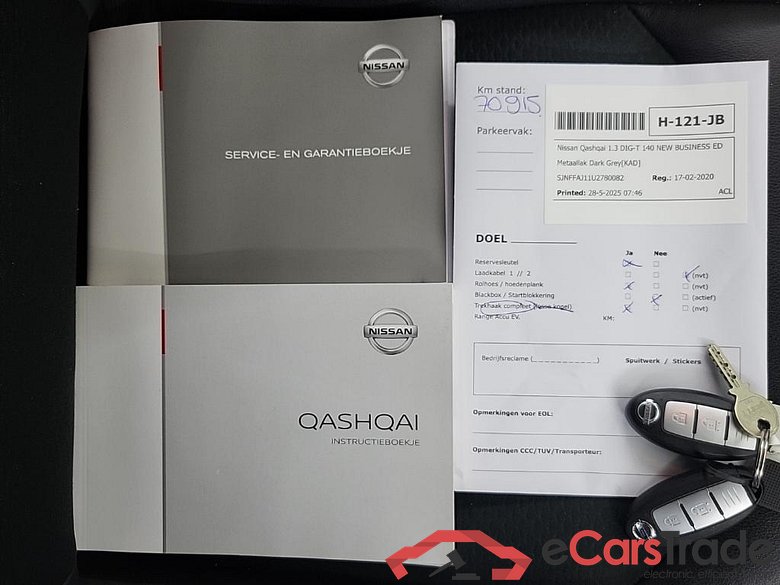 NISSAN
SERVICE- EN GARANTIEBOEKJE
NISSAN
QASHQAI
INSTRUCTIEBOEKJE
Km stand:
70915
Parkeervak:
H-121-JB
Nissan Qashqai 1.3 DIG-T 140 NEW BUSINESS ED
Metaallak Dark Grey[KAD]
SJNFFAJ11U2780082 Reg.: 17-02-2020
Printed: 28-5-2025 07:46 ACL
DOEL
Ja Nee
Reservesleutel
Laadkabel 1 // 2 (nvt)
Rolhoes / hoedenplank (nvt)
Blackbox / Startblokkering (actief)
Trekhaak compleet (losse kogel) (nvt)
Range Accu EV. KM:
Bedrijfsreclame (_ _ _ _ _ _ _ _ _ _ _ _) Spuitwerk / Stickers
Opmerkingen voor EOL:
Opmerkingen CCC/TUV/Transporteur:
NISSAN
eCarsTrade